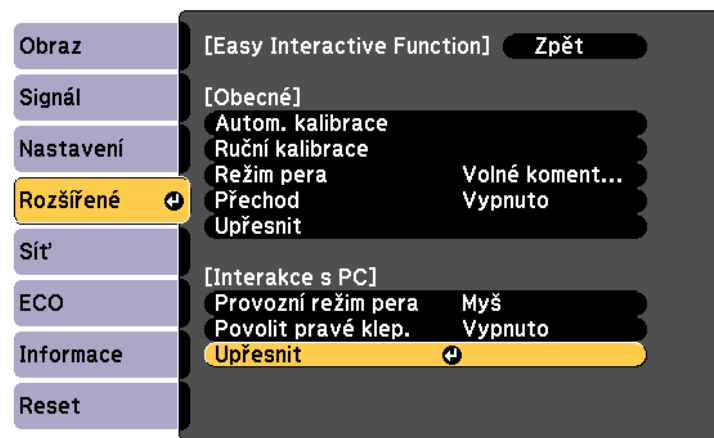 Obraz
Signál
Nastavení
Rozšířené
Síť
ECO
Informace
Reset
[Easy Interactive Function] Zpět
[Obecné]
Autom. kalibrace
Ruční kalibrace
Režim pera Volné koment...
Přechod Vypnuto
Upřesnit
[Interakce s PC]
Provozní režim pera Myš
Povolit pravé klep. Vypnuto
Upřesnit